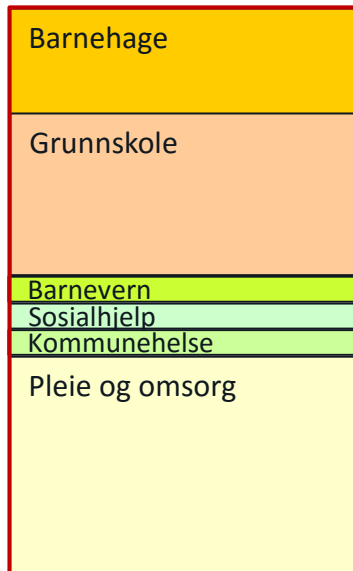 Barnehage
Grunnskole
Barnevern
Sosialhjelp
Kommunehelse
Pleie og omsorg